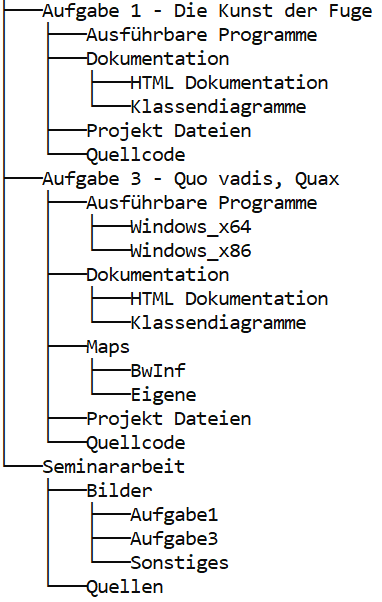 Aufgabe 1 - Die Kunst der Fuge
Ausführbare Programme
Dokumentation
HTML Dokumentation
Klassendiagramme
Projekt Dateien
Quellcode
Aufgabe 3 - Quo vadis, Quax
Ausführbare Programme
Windows_x64
Windows_x86
Dokumentation
HTML Dokumentation
Klassendiagramme
Maps
BwInf
Eigene
Projekt Dateien
Quellcode
Seminararbeit
Bilder
Aufgabe1
Aufgabe3
Sonstiges
Quellen